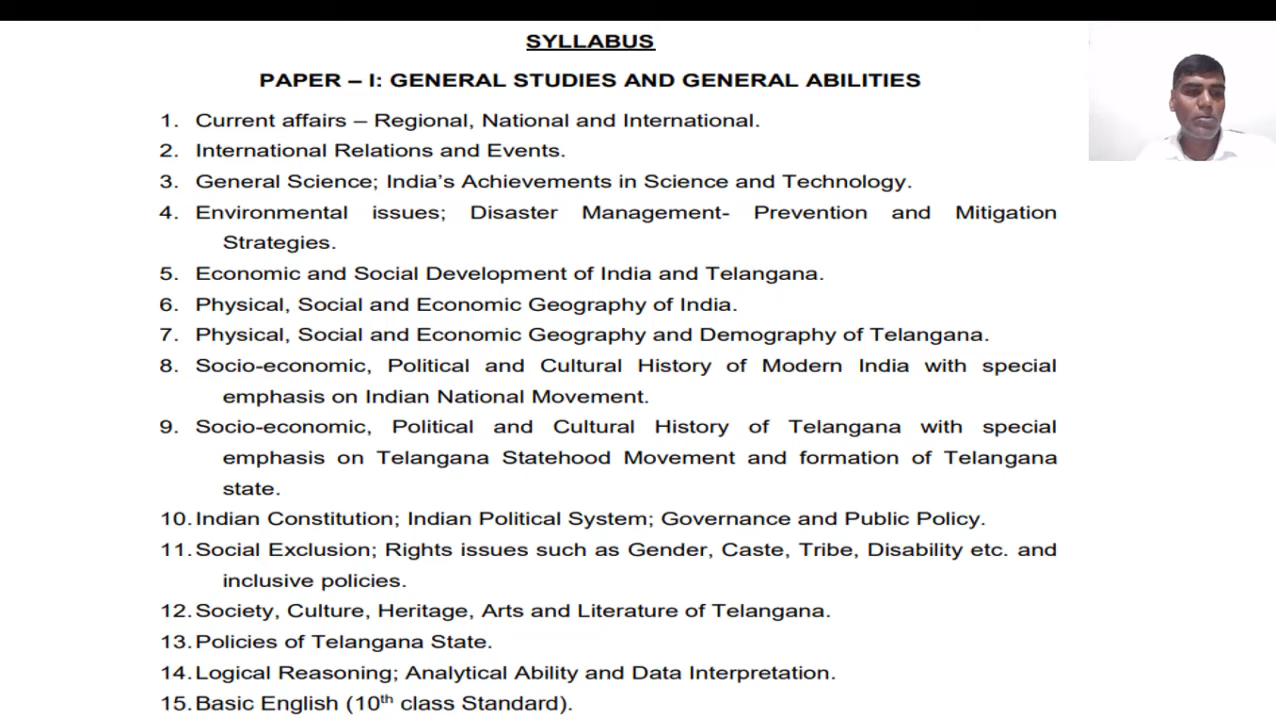 SYLLABUS
PAPER – I: GENERAL STUDIES AND GENERAL ABILITIES
1. Current affairs – Regional, National and International.
2. International Relations and Events.
3. General Science; India’s Achievements in Science and Technology.
4. Environmental issues; Disaster Management- Prevention and Mitigation
Strategies.
5. Economic and Social Development of India and Telangana.
6. Physical, Social and Economic Geography of India.
7. Physical, Social and Economic Geography and Demography of Telangana.
8. Socio-economic, Political and Cultural History of Modern India with special
emphasis on Indian National Movement.
9. Socio-economic, Political and Cultural History of Telangana with special
emphasis on Telangana Statehood Movement and formation of Telangana
state.
10. Indian Constitution; Indian Political System; Governance and Public Policy.
11. Social Exclusion; Rights issues such as Gender, Caste, Tribe, Disability etc. and
inclusive policies.
12. Society, Culture, Heritage, Arts and Literature of Telangana.
13. Policies of Telangana State.
14. Logical Reasoning; Analytical Ability and Data Interpretation.
15. Basic English (10th class Standard).